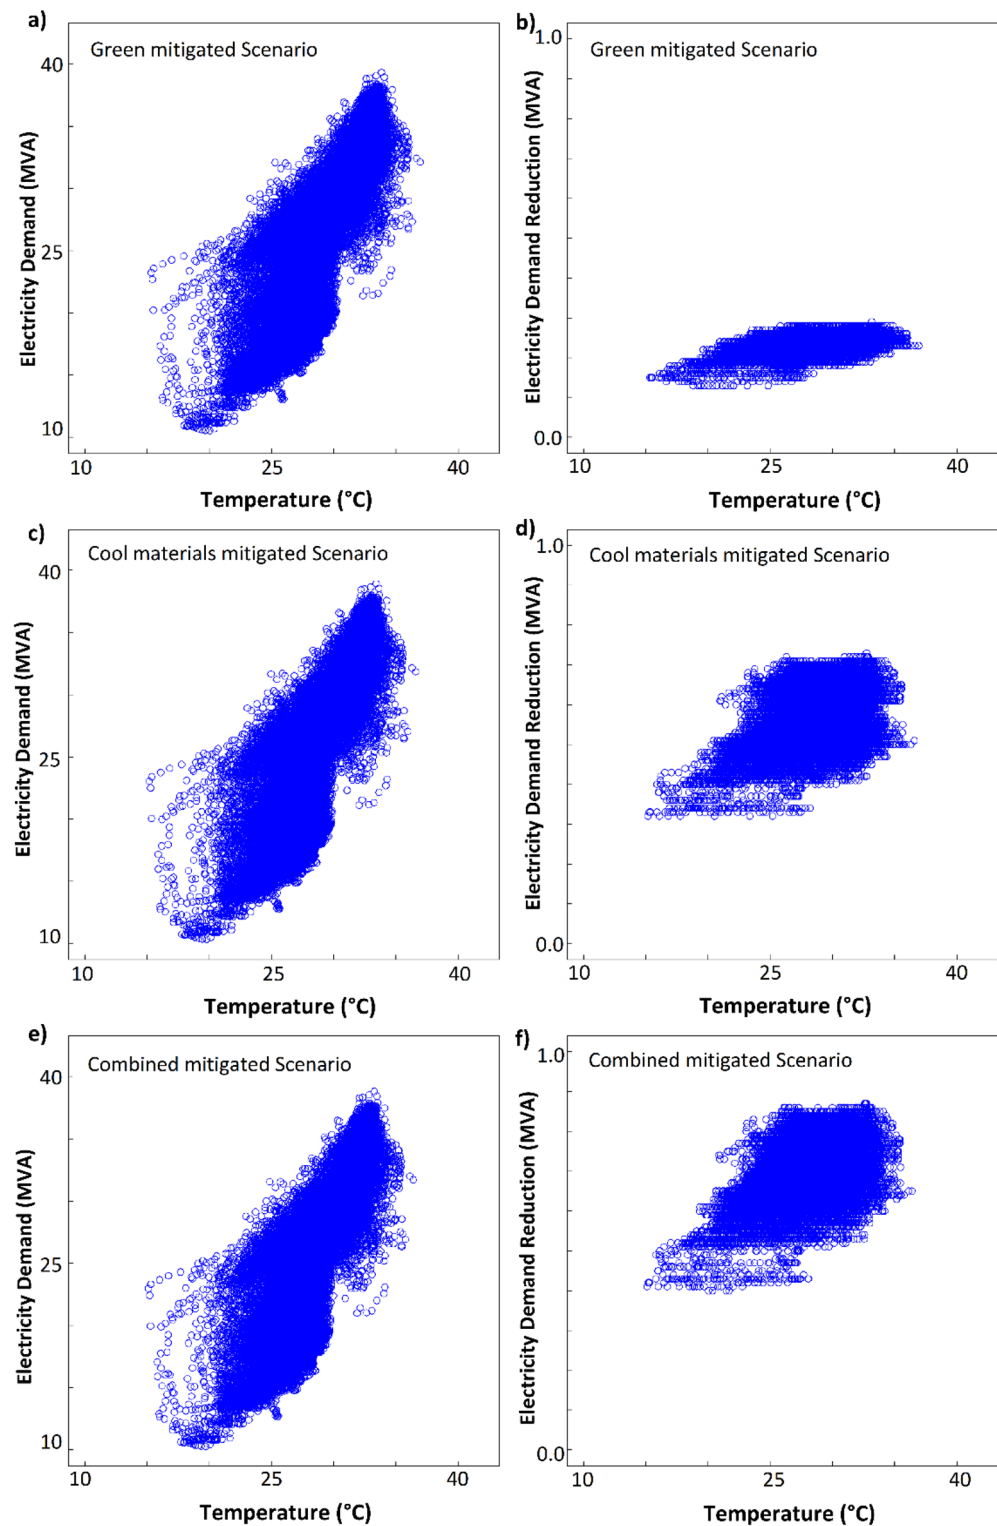 a)
Green mitigated Scenario
40
25
10
Electricity Demand (MVA)
10 25 40
Temperature (°C)
b)
1.0
Green mitigated Scenario
0.0
Electricity Demand Reduction (MVA)
10 25 40
Temperature (°C)
c)
Cool materials mitigated Scenario
40
25
10
Electricity Demand (MVA)
10 25 40
Temperature (°C)
d)
1.0
Cool materials mitigated Scenario
0.0
Electricity Demand Reduction (MVA)
10 25 40
Temperature (°C)
e)
Combined mitigated Scenario
40
25
10
Electricity Demand (MVA)
10 25 40
Temperature (°C)
f)
1.0
Combined mitigated Scenario
0.0
Electricity Demand Reduction (MVA)
10 25 40
Temperature (°C)